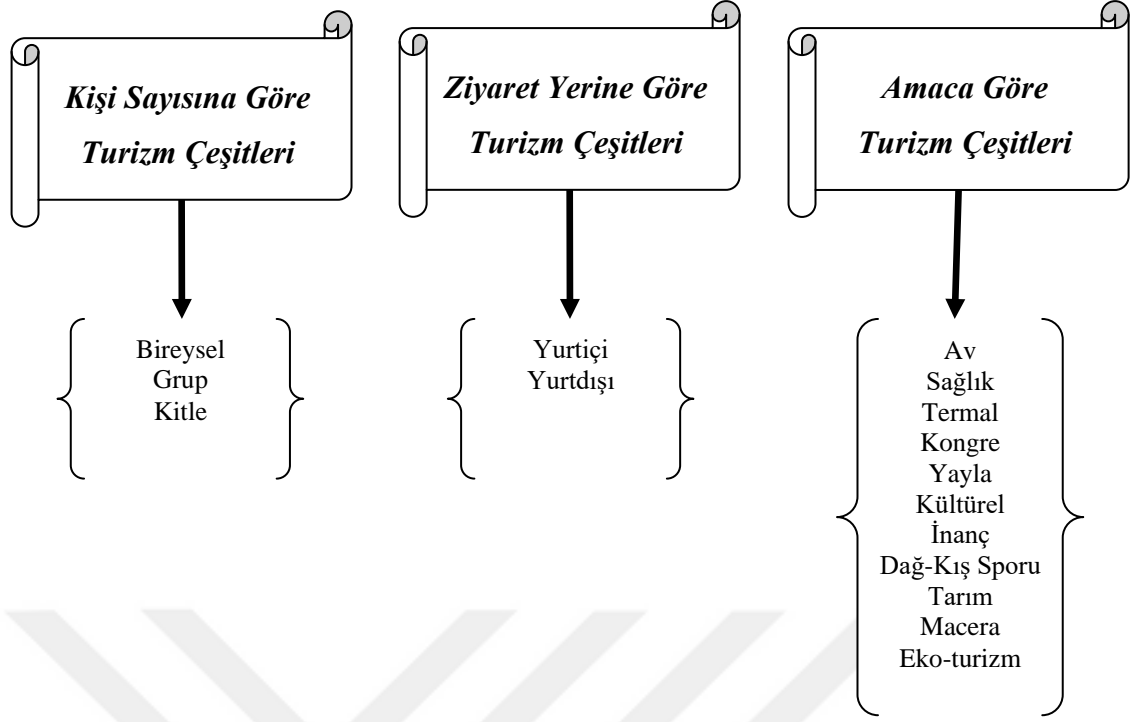 Kişi Sayısına Göre
Turizm Çeşitleri
Bireysel
Grup
Kitle
Ziyaret Yerine Göre
Turizm Çeşitleri
Yurtiçi
Yurtdışı
Amaca Göre
Turizm Çeşitleri
Av
Sağlık
Termal
Kongre
Yayla
Kültürel
İnanç
Dağ-Kış Sporu
Tarım
Macera
Eko-turizm